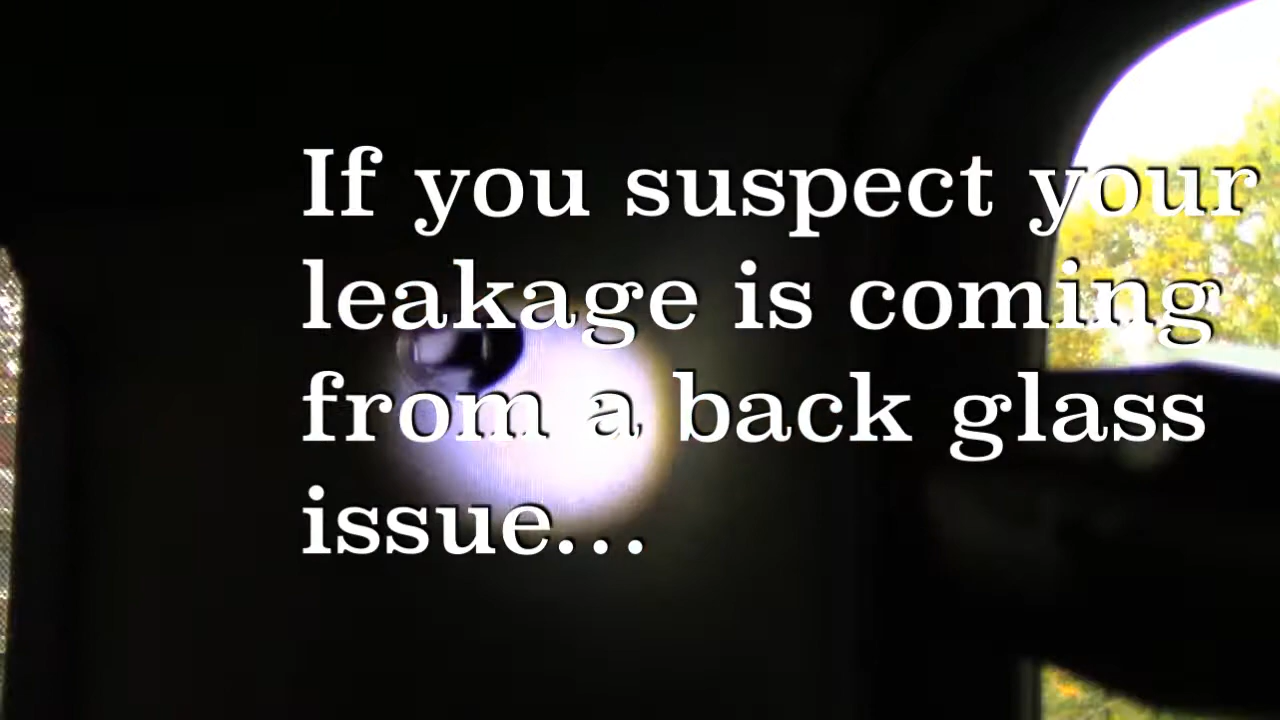 If you suspect your
leakage is coming
from a back glass
issue...